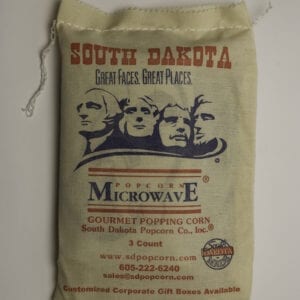 SOUTH DAKOTA
GREAT FACES. GREAT PLACES.
®
POPCORN
MICROWAVE®
GOURMET POPPING CORN
South Dakota Popcorn Co., Inc.®
3 Count
www.sdpopcorn.com
605-222-6240
sales@sdpopcorn.com
Customized Corporate Gift Boxes Available